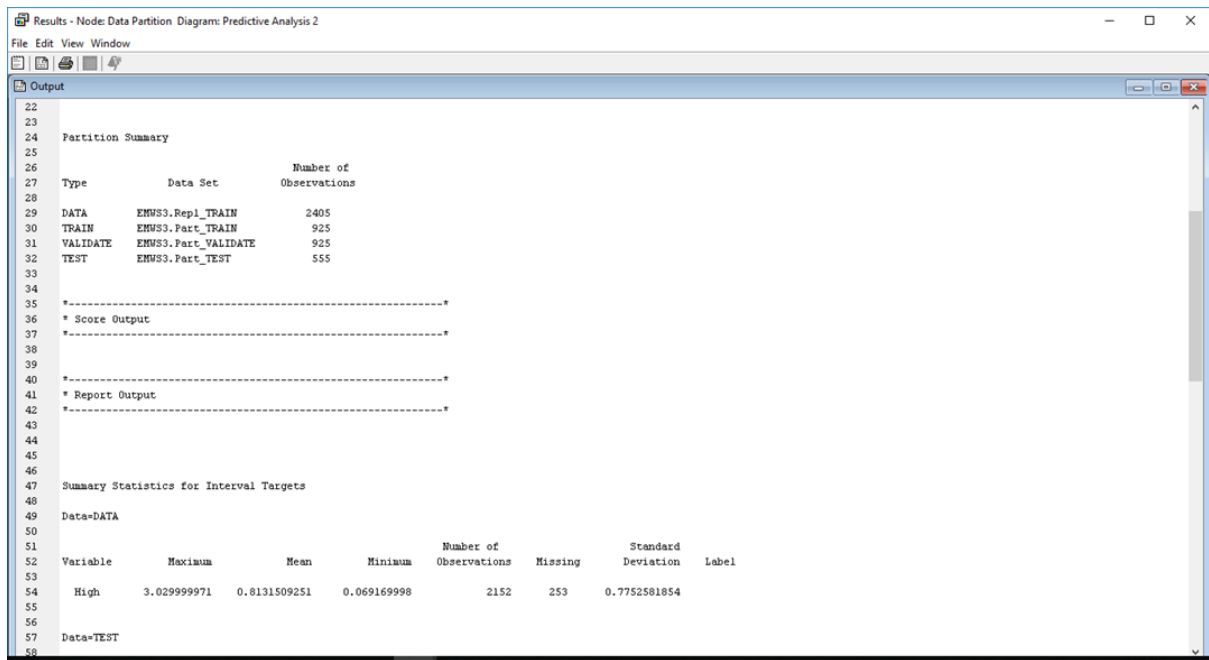 Results - Node: Data Partition Diagram: Predictive Analysis 2
File Edit View Window
Output
22
23
24 Partition Summary
25
26 Number of
27 Type Data Set Observations
28
29 DATA EMWS3.Repl_TRAIN 2405
30 TRAIN EMWS3.Part_TRAIN 925
31 VALIDATE EMWS3.Part_VALIDATE 925
32 TEST EMWS3.Part_TEST 555
33
34
35 *------------------------------------------------------------*
36 * Score Output
37 *------------------------------------------------------------*
38
39
40 *------------------------------------------------------------*
41 * Report Output
42 *------------------------------------------------------------*
43
44
45
46
47 Summary Statistics for Interval Targets
48
49 Data=DATA
50
51 Number of Standard
52 Variable Maximum Mean Minimum Observations Missing Deviation Label
53
54 High 3.029999971 0.8131509251 0.069169998 2152 253 0.7752581854
55
56
57 Data=TEST
58